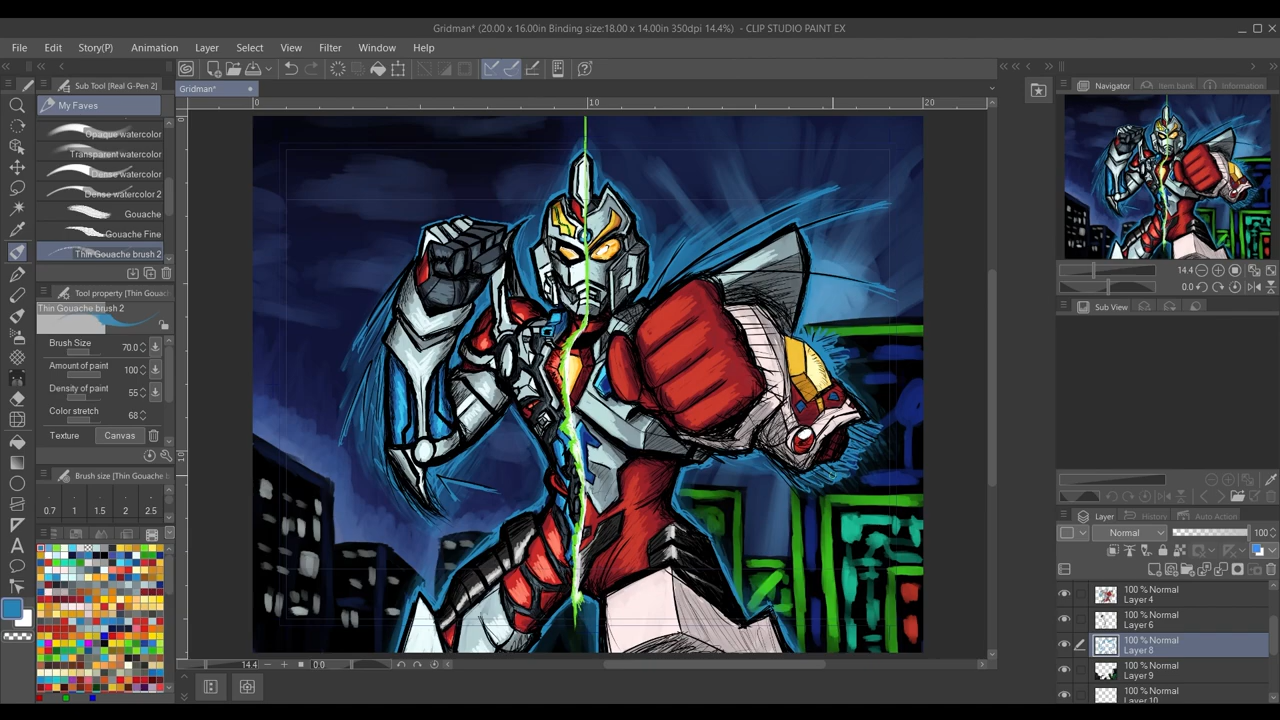 Gridman* (20.00 x 16.00in Binding size:18.00 x 14.00in 350dpi 14.4%) - CLIP STUDIO PAINT EX
File Edit Story(P) Animation Layer Select View Filter Window Help
Sub Tool [Real G-Pen 2]
My Faves
Opaque watercolor
Transparent watercolor
Dense watercolor
Dense watercolor 2
Gouache
Gouache Fine
Thin Gouache brush 2
Tool property [Thin Gouac
Thin Gouache brush 2
Brush Size 70.0
Amount of paint 100
Density of paint 55
Color stretch 68
Texture Canvas
Brush size [Thin Gouache b
0.7 1 1.5 2 2.5
Gridman*
0 10 20
14.4 0.0
Navigator Item bank Information
14.4
0.0
Sub View
Layer History Auto Action
Normal 100
100 % Normal
Layer 4
100 % Normal
Layer 6
100 % Normal
Layer 8
100 % Normal
Layer 9
100 % Normal
Layer 10